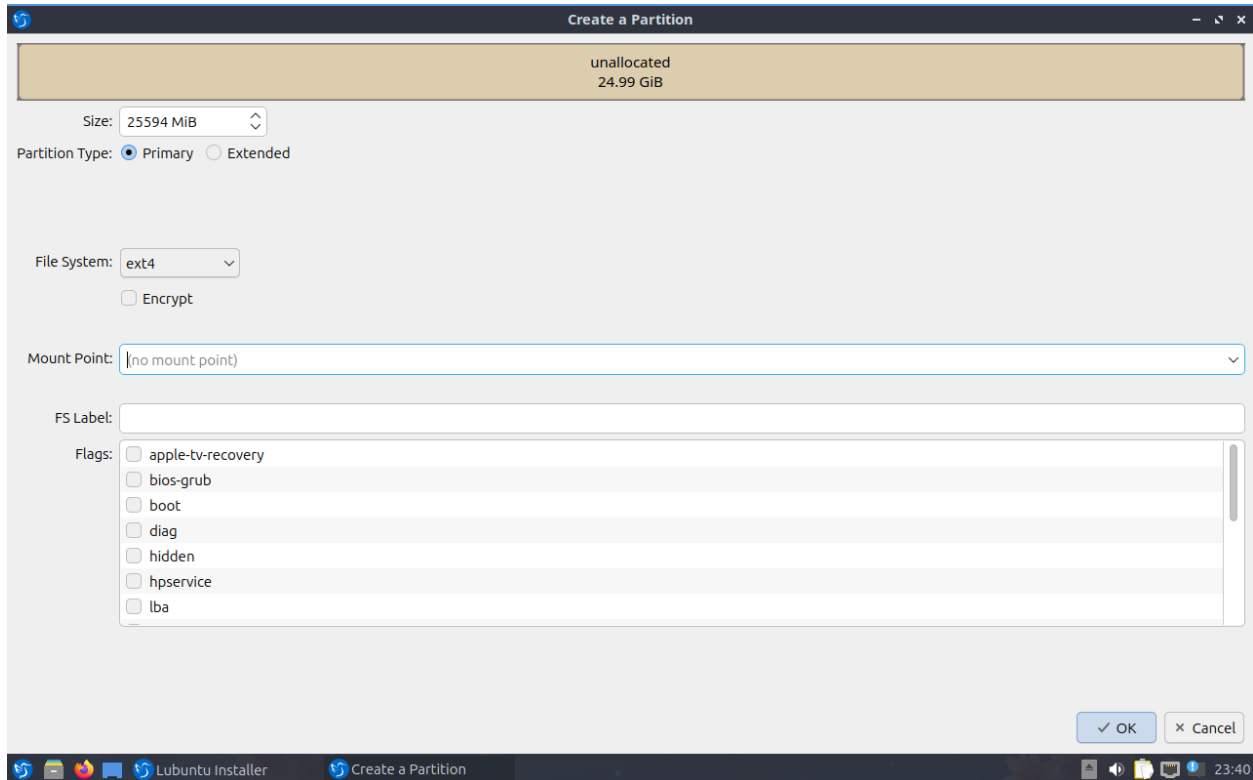 Create a Partition
unallocated
24.99 GiB
Size: 25594 MiB
Partition Type: Primary Extended
File System: ext4
Encrypt
Mount Point: (no mount point)
FS Label:
Flags: apple-tv-recovery
bios-grub
boot
diag
hidden
hpservice
lba
OK Cancel
Lubuntu Installer Create a Partition 23:40